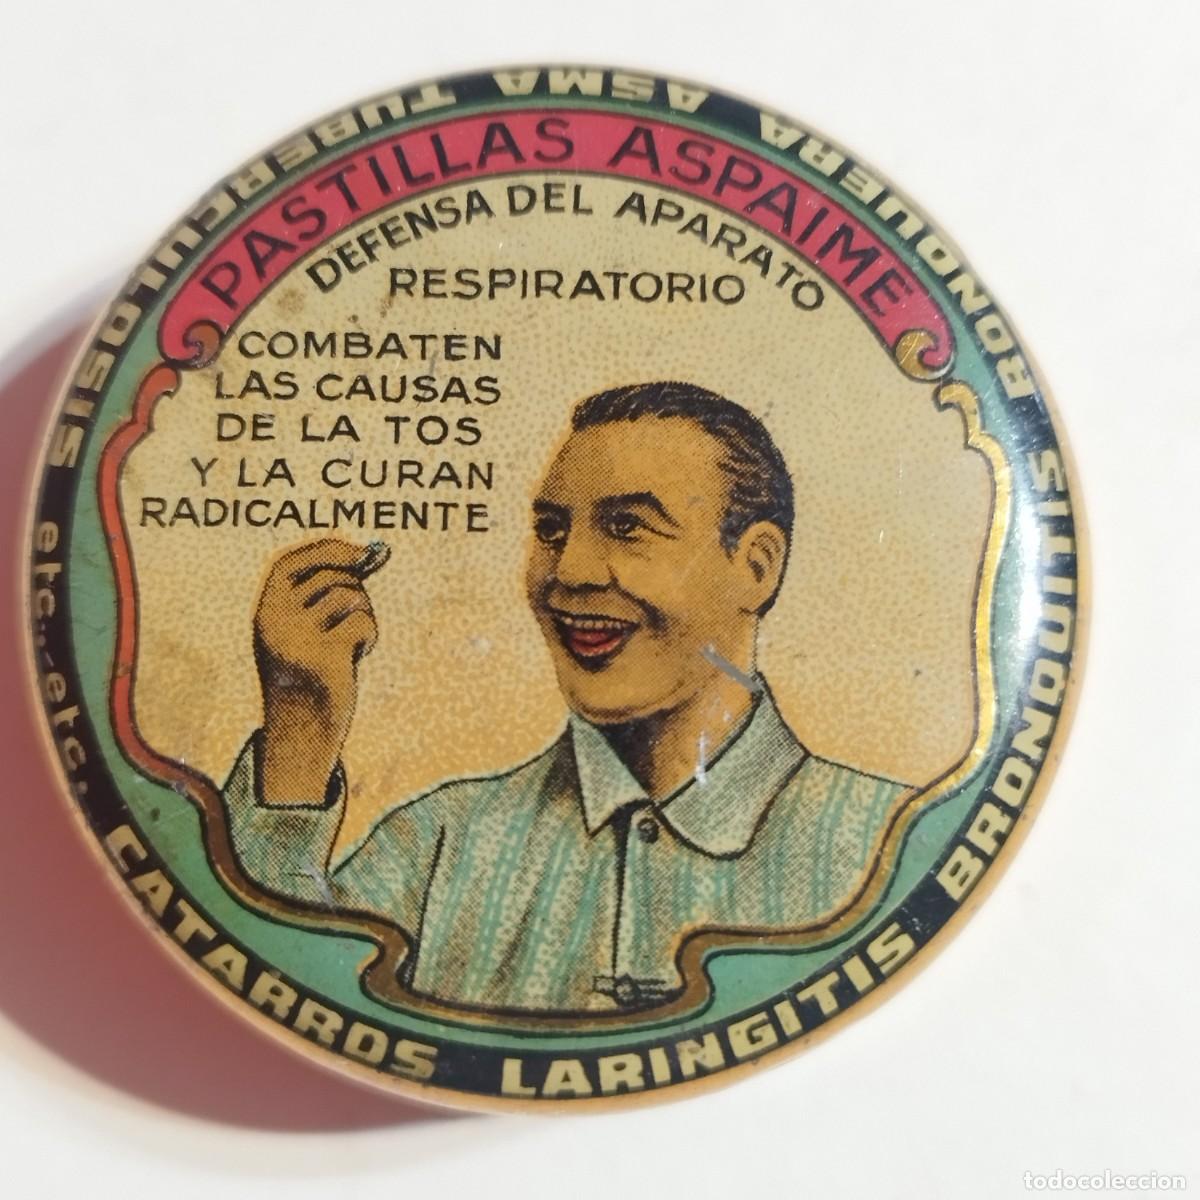 PASTILLAS ASPAIME
DEFENSA DEL APARATO
RESPIRATORIO
COMBATEN
LAS CAUSAS
DE LA TOS
Y LA CURAN
RADICALMENTE
CATARROS LARINGITIS BRONQUITIS RONQUERA ASMA TUBERCULOSIS etc.-etc.
todocoleccion